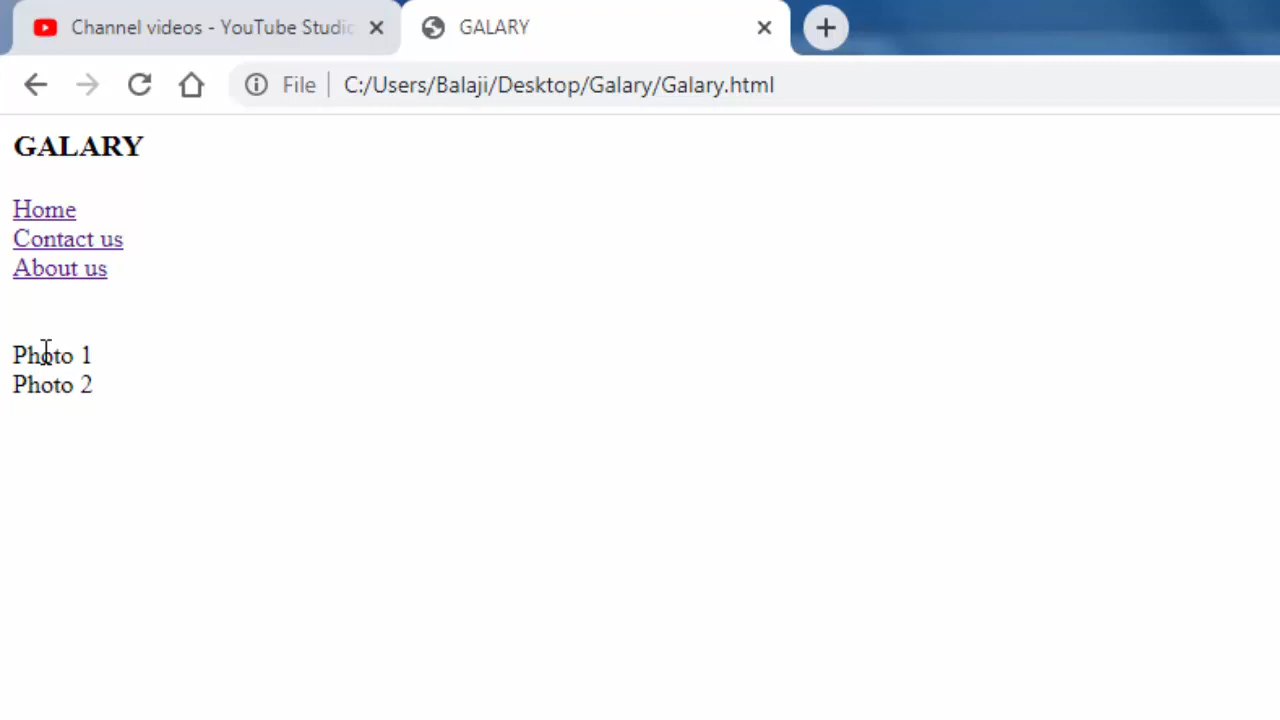 Channel videos - YouTube Studio
GALARY
File
C:/Users/Balaji/Desktop/Galary/Galary.html
GALARY
Home
Contact us
About us
Photo 1
Photo 2